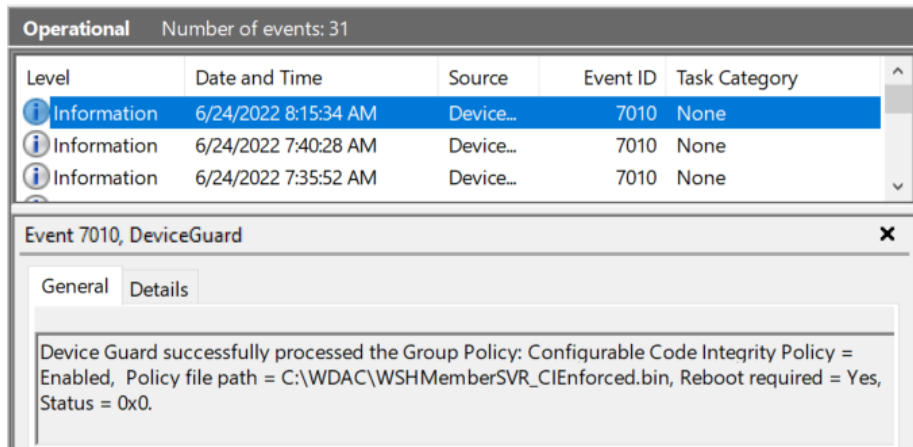 Operational Number of events: 31
Level Date and Time Source Event ID Task Category
Information 6/24/2022 8:15:34 AM Device... 7010 None
Information 6/24/2022 7:40:28 AM Device... 7010 None
Information 6/24/2022 7:35:52 AM Device... 7010 None
Event 7010, DeviceGuard
General Details
Device Guard successfully processed the Group Policy: Configurable Code Integrity Policy =
Enabled, Policy file path = C:\WDAC\WSHMemberSVR_CIEnforced.bin, Reboot required = Yes,
Status = 0x0.